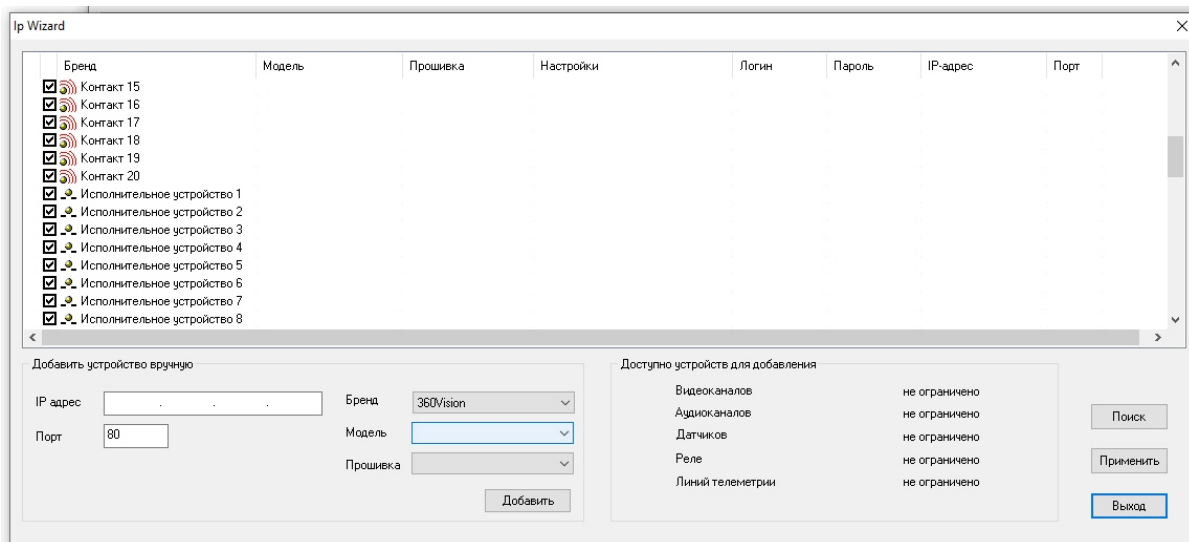 Ip Wizard
Бренд Модель Прошивка Настройки Логин Пароль IP-адрес Порт
Контакт 15
Контакт 16
Контакт 17
Контакт 18
Контакт 19
Контакт 20
Исполнительное устройство 1
Исполнительное устройство 2
Исполнительное устройство 3
Исполнительное устройство 4
Исполнительное устройство 5
Исполнительное устройство 6
Исполнительное устройство 7
Исполнительное устройство 8
Добавить устройство вручную
IP адрес . . .
Порт 80
Бренд 360Vision
Модель
Прошивка
Добавить
Доступно устройств для добавления
Видеоканалов не ограничено
Аудиоканалов не ограничено
Датчиков не ограничено
Реле не ограничено
Линий телеметрии не ограничено
Поиск
Применить
Выход